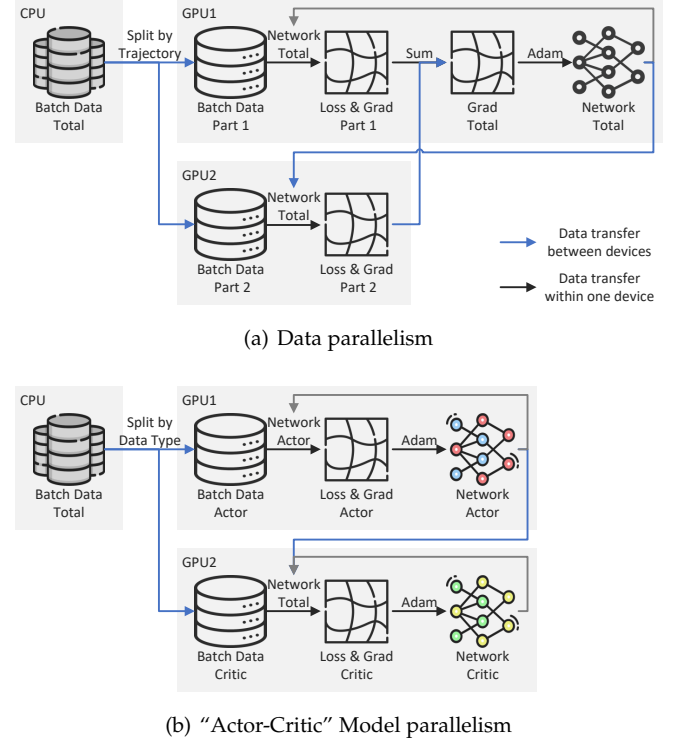 CPU
GPU1
Split by
Trajectory
Network
Total
Sum
Adam
Batch Data
Total
Batch Data
Part 1
Loss & Grad
Part 1
Grad
Total
Network
Total
GPU2
Network
Total
Batch Data
Part 2
Loss & Grad
Part 2
Data transfer
between devices
Data transfer
within one device
(a) Data parallelism
CPU
GPU1
Split by
Data Type
Network
Actor
Adam
Batch Data
Total
Batch Data
Actor
Loss & Grad
Actor
Network
Actor
GPU2
Network
Total
Adam
Batch Data
Critic
Loss & Grad
Critic
Network
Critic
(b) “Actor-Critic” Model parallelism